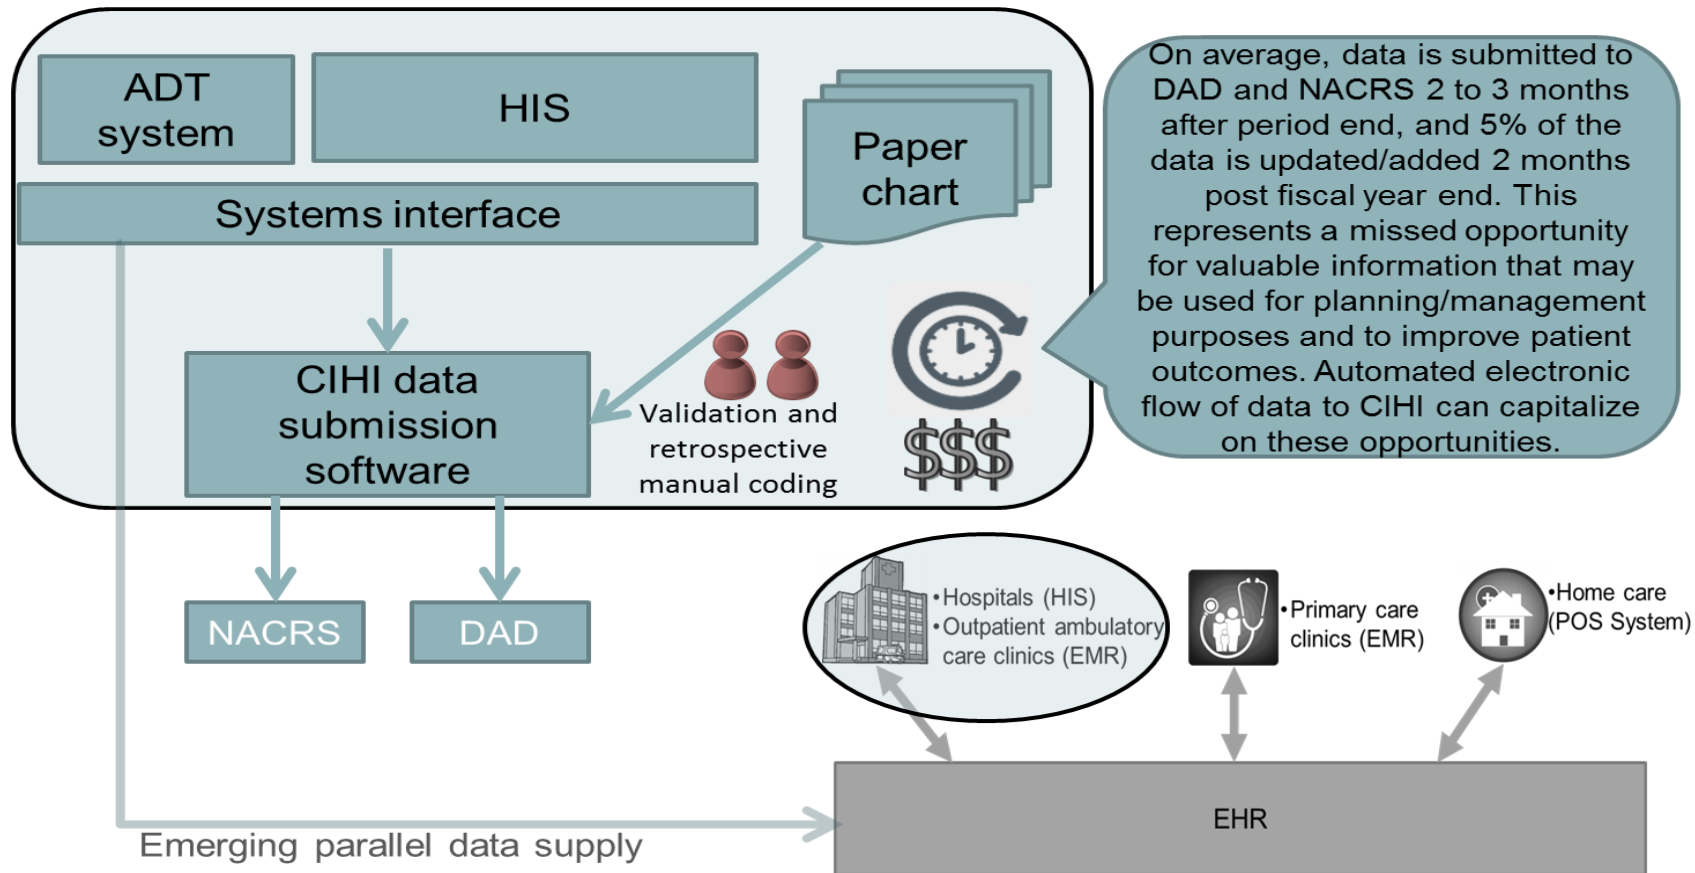 ADT
system
HIS
Paper
chart
Systems interface
CIHI data
submission
software
Validation and
retrospective
manual coding
$$$
NACRS
DAD
On average, data is submitted to
DAD and NACRS 2 to 3 months
after period end, and 5% of the
data is updated/added 2 months
post fiscal year end. This
represents a missed opportunity
for valuable information that may
be used for planning/management
purposes and to improve patient
outcomes. Automated electronic
flow of data to CIHI can capitalize
on these opportunities.
•Hospitals (HIS)
•Outpatient ambulatory
care clinics (EMR)
•Primary care
clinics (EMR)
•Home care
(POS System)
EHR
Emerging parallel data supply